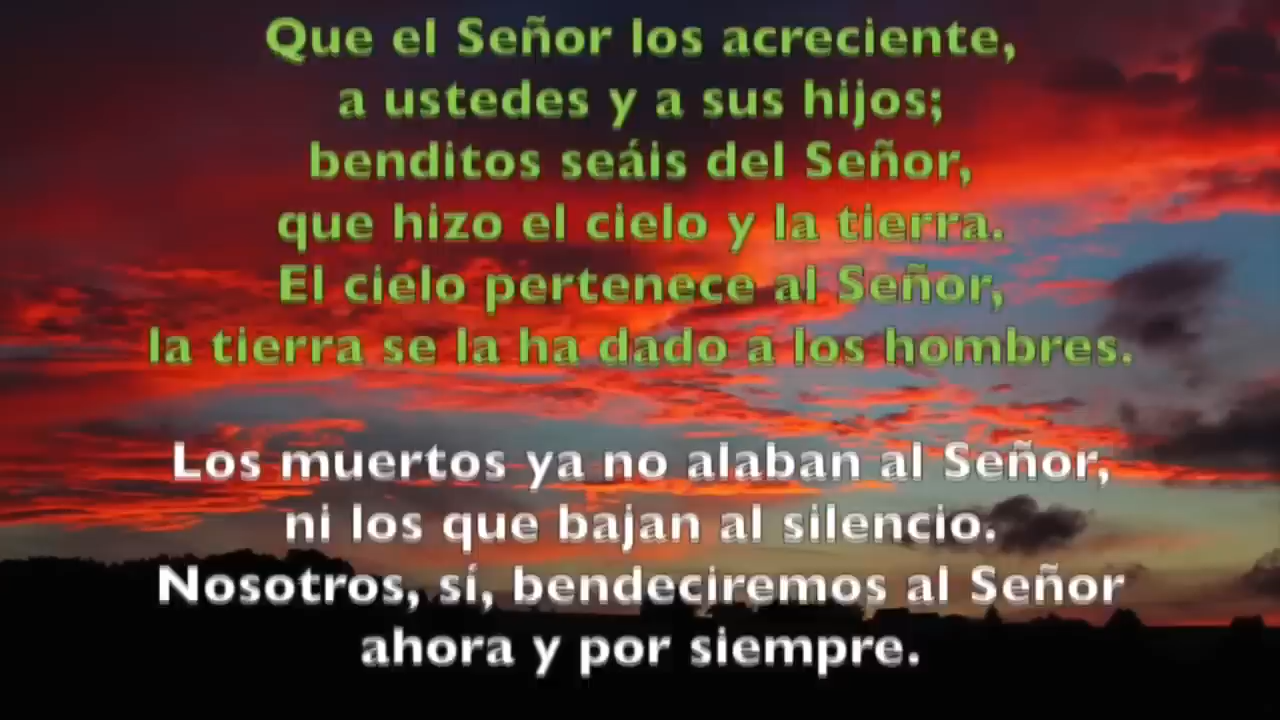 Que el Señor los acreciente,
a ustedes y a sus hijos;
benditos seáis del Señor,
que hizo el cielo y la tierra.
El cielo pertenece al Señor,
la tierra se la ha dado a los hombres.
Los muertos ya no alaban al Señor,
ni los que bajan al silencio.
Nosotros, sí, bendeciremos al Señor
ahora y por siempre.